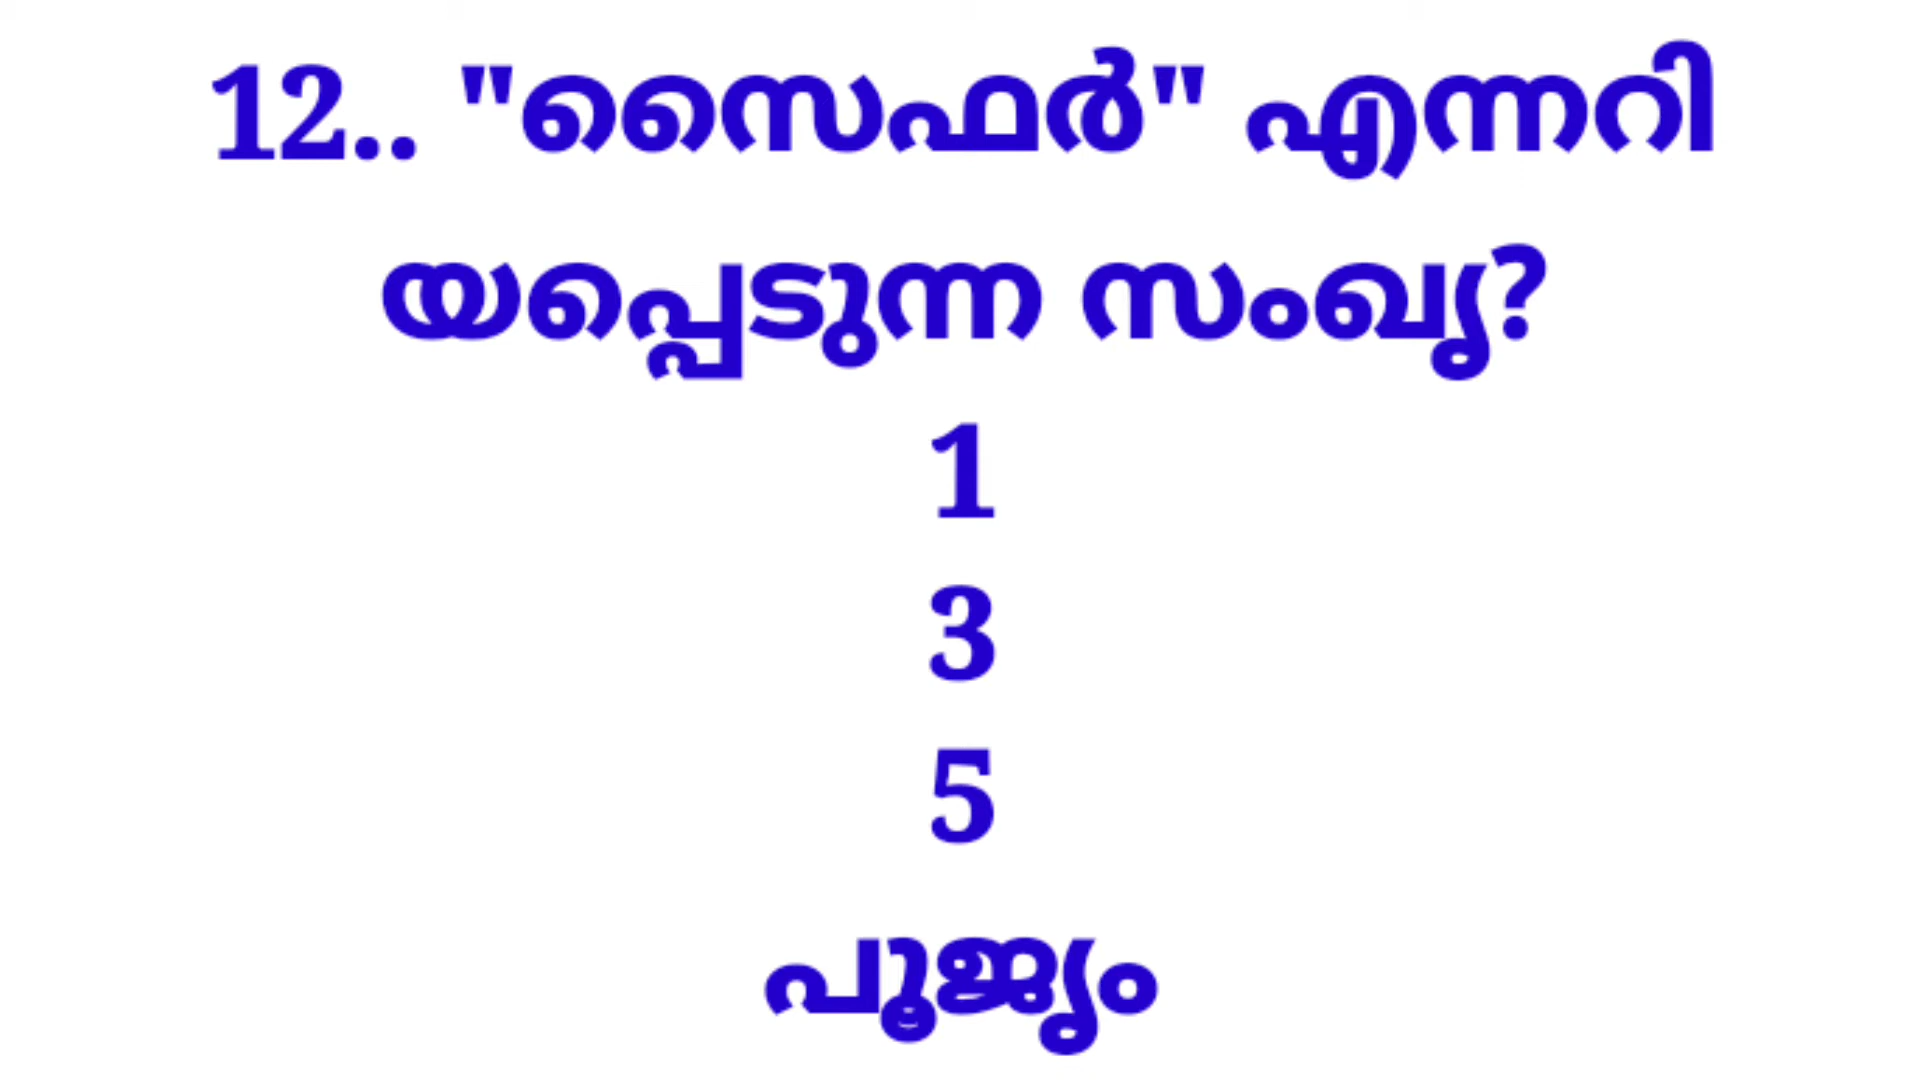 12.. "സൈഫർ" എന്നറി
യപ്പെടുന്ന സംഖ്യ?
1
3
5
പൂജ്യം